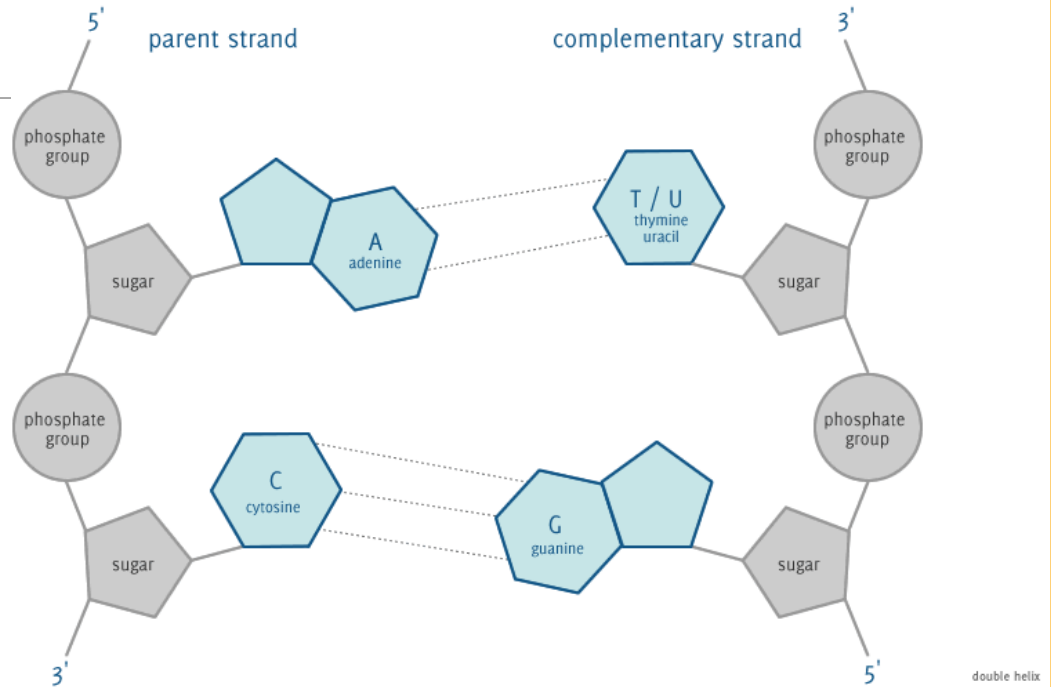 5'
parent strand
complementary strand
3'
phosphate
group
phosphate
group
T / U
thymine
uracil
A
adenine
sugar
sugar
phosphate
group
phosphate
group
C
cytosine
G
guanine
sugar
sugar
3'
5'
double helix